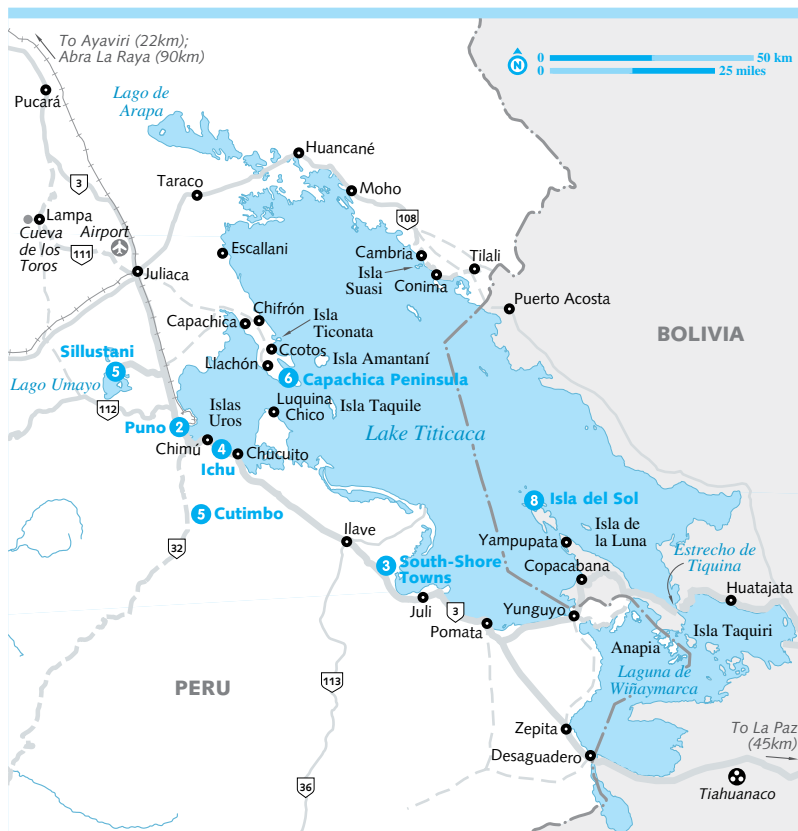 To Ayaviri (22km);
Abra La Raya (90km)
0 50 km
N
0 25 miles
Pucará
Lago de
Arapa
Huancané
Taraco
Moho
3
108
Lampa
Airport
Cueva
de los
Toros
111
Escallani
Cambria
Tilali
Isla
Suasi
Conima
Juliaca
Puerto Acosta
Chifrón
Capachica
Isla
Ticonata
BOLIVIA
Sillustani
5
Ccotos
Isla Amantaní
Llachón
6
Capachica Peninsula
Lago Umayo
112
Islas
Uros
Luquina
Chico
Isla Taquile
Puno
2
Lake Titicaca
Chimú
4
Ichu
Chucuito
8
Isla del Sol
5
Cutimbo
Isla de
la Luna
32
Ilave
Yampupata
Estrecho de
Tiquina
3
South-Shore
Towns
Copacabana
Huatajata
Juli
3
Yunguyo
Pomata
Isla Taquiri
Anapia
Laguna de
Wiñaymarca
PERU
113
Zepita
To La Paz
(45km)
Desaguadero
36
Tiahuanaco